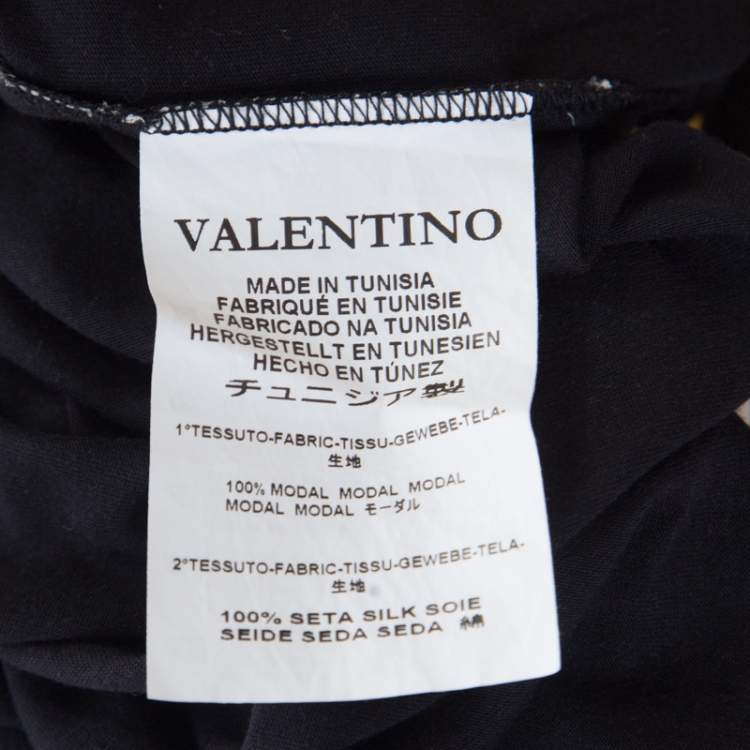 VALENTINO
MADE IN TUNISIA
FABRIQUÉ EN TUNISIE
FABRICADO NA TUNISIA
HERGESTELLT EN TUNESIEN
HECHO EN TÚNEZ
チュニジア製
1°TESSUTO-FABRIC-TISSU-GEWEBE-TELA-
生地
100% MODAL MODAL MODAL
MODAL MODAL モーダル
2°TESSUTO-FABRIC-TISSU-GEWEBE-TELA-
生地
100% SETA SILK SOIE
SEIDE SEDA SEDA 絹